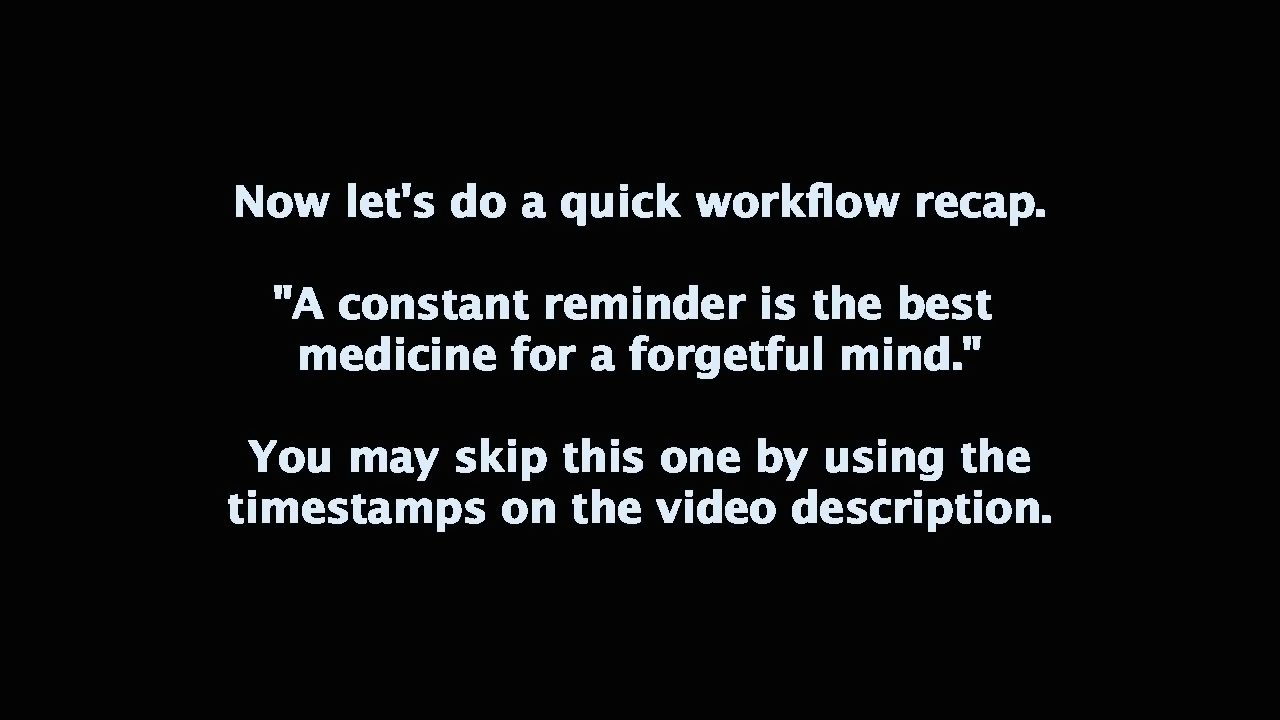 Now let's do a quick workflow recap.
"A constant reminder is the best
medicine for a forgetful mind."
You may skip this one by using the
timestamps on the video description.